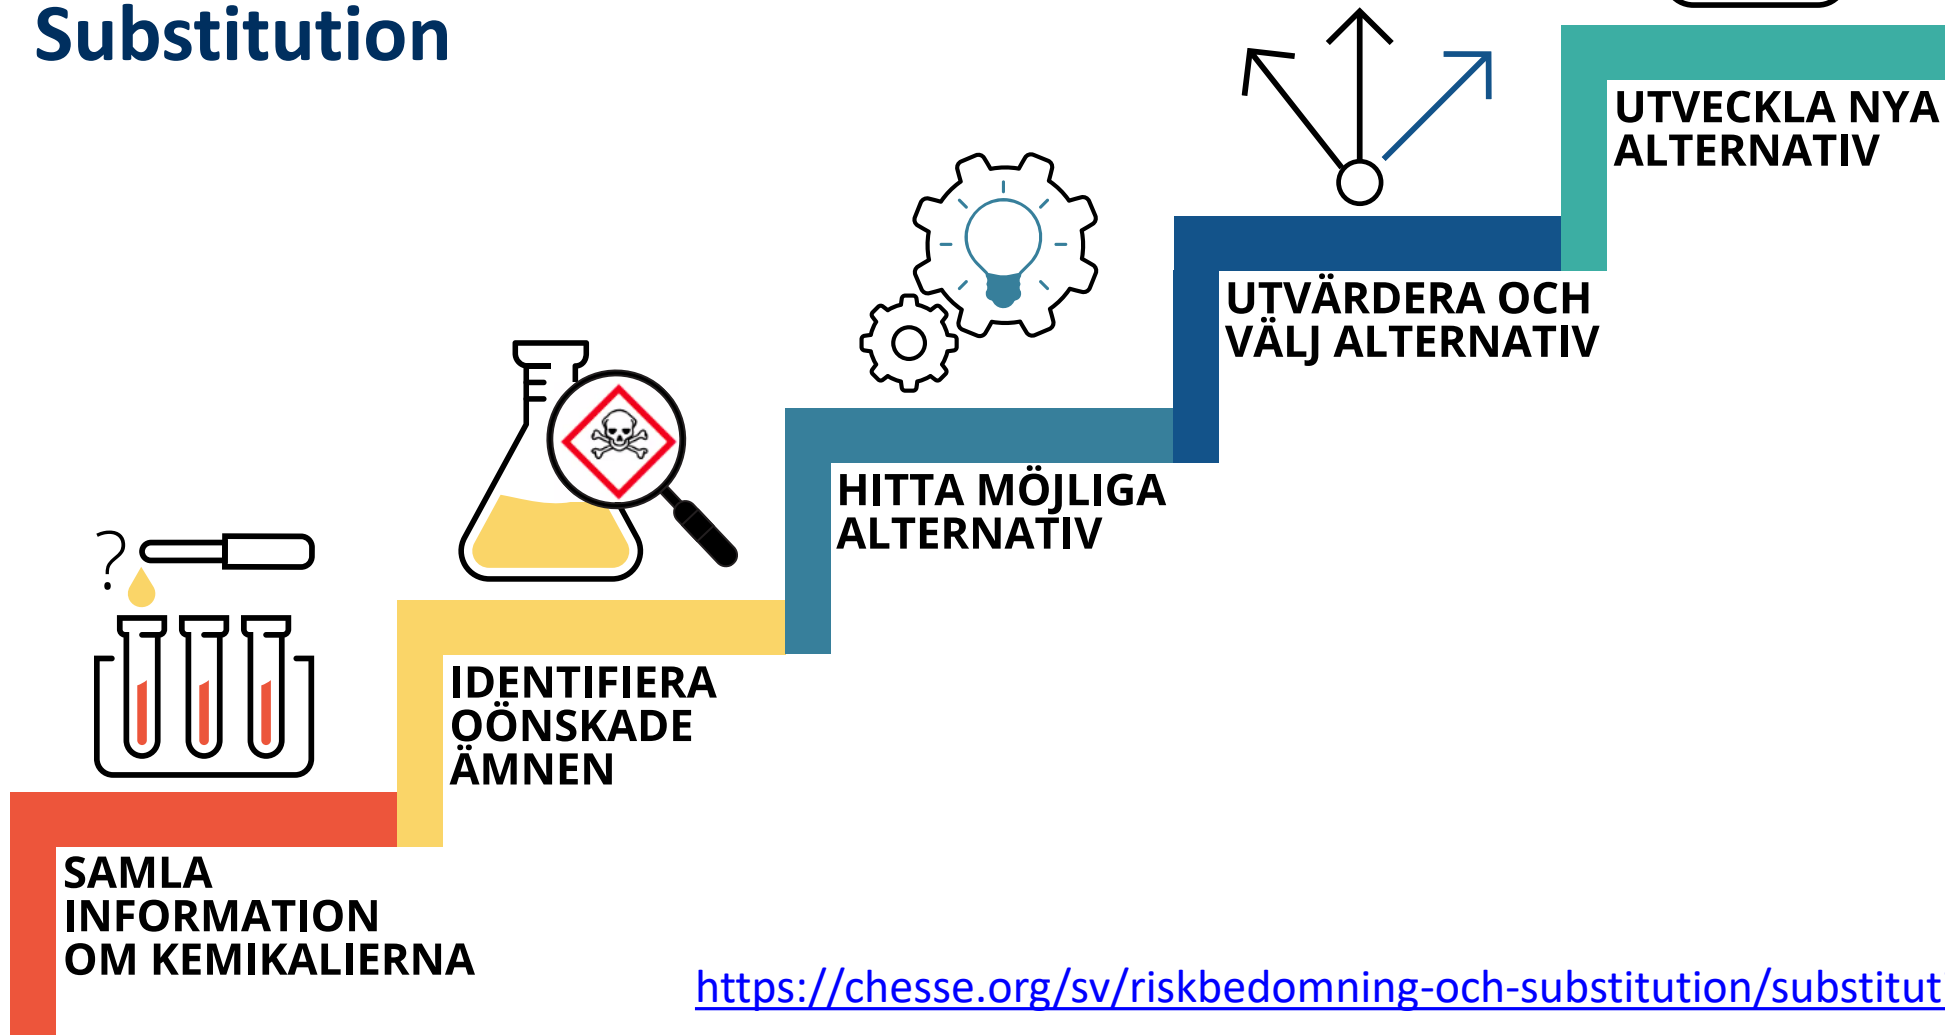 Substitution
UTVECKLA NYA
ALTERNATIV
UTVÄRDERA OCH
VÄLJ ALTERNATIV
HITTA MÖJLIGA
ALTERNATIV
?
IDENTIFIERA
OÖNSKADE
ÄMNEN
SAMLA
INFORMATION
OM KEMIKALIERNA
https://chesse.org/sv/riskbedomning-och-substitution/substitut